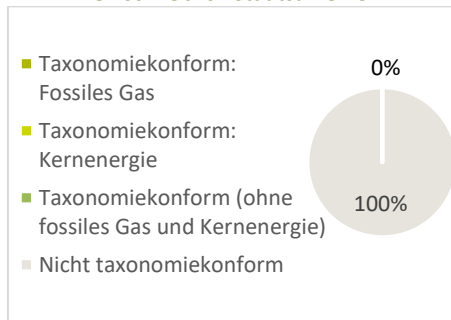 Taxonomiekonform:
Fossiles Gas
Taxonomiekonform:
Kernenergie
Taxonomiekonform (ohne
fossiles Gas und Kernenergie)
Nicht taxonomiekonform
0%
100%